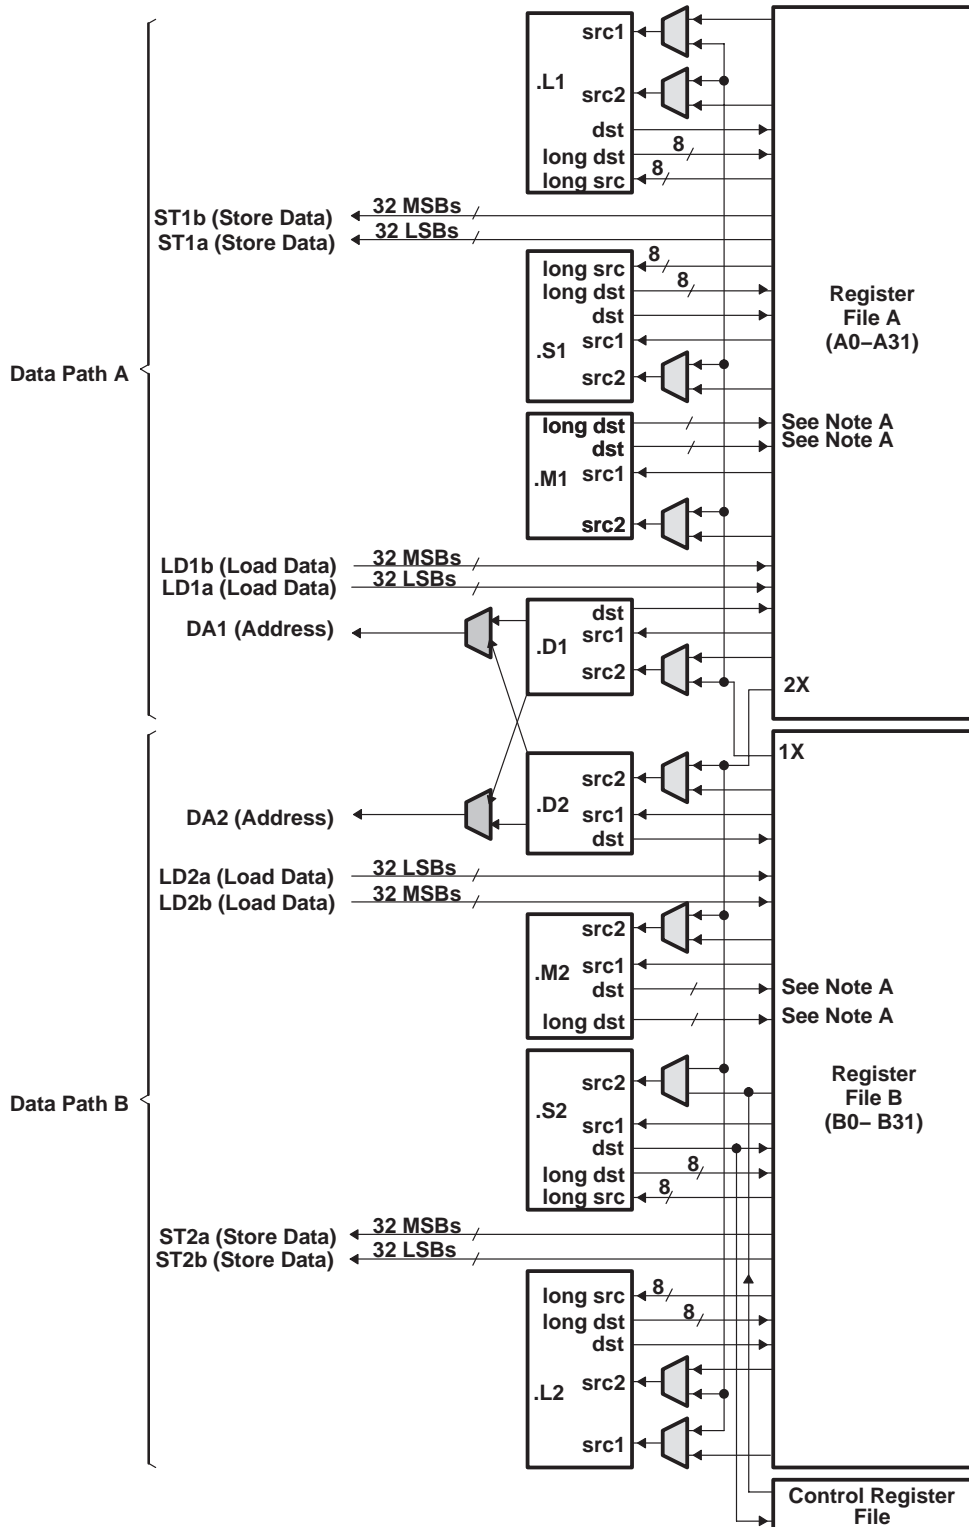 src1
.L1
src2
dst
long dst
8
long src
8
ST1b (Store Data)
32 MSBs
ST1a (Store Data)
32 LSBs
long src
8
long dst
8
dst
.S1
src1
src2
Register
File A
(A0–A31)
Data Path A
long dst
See Note A
dst
See Note A
.M1
src1
src2
LD1b (Load Data)
32 MSBs
LD1a (Load Data)
32 LSBs
DA1 (Address)
dst
.D1
src1
src2
2X
1X
DA2 (Address)
src2
.D2
src1
dst
LD2a (Load Data)
32 LSBs
LD2b (Load Data)
32 MSBs
src2
.M2
src1
dst
See Note A
long dst
See Note A
Data Path B
src2
.S2
src1
dst
long dst
8
long src
8
Register
File B
(B0– B31)
ST2a (Store Data)
32 MSBs
ST2b (Store Data)
32 LSBs
long src
8
long dst
8
dst
.L2
src2
src1
Control Register
File